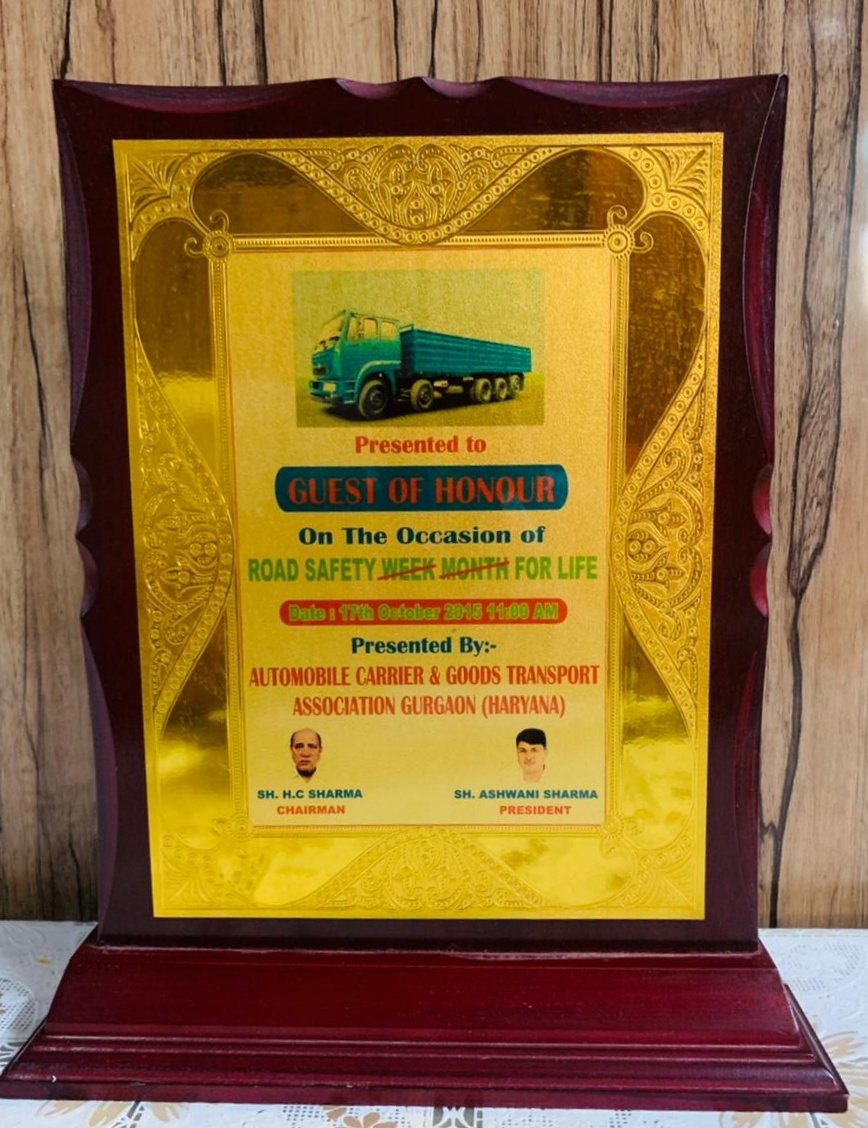 Presented to
GUEST OF HONOUR
On The Occasion of
ROAD SAFETY WEEK MONTH FOR LIFE
Date : 17th October 2015 11:00 AM
Presented By:-
AUTOMOBILE CARRIER & GOODS TRANSPORT
ASSOCIATION GURGAON (HARYANA)
SH. H.C SHARMA
CHAIRMAN
SH. ASHWANI SHARMA
PRESIDENT